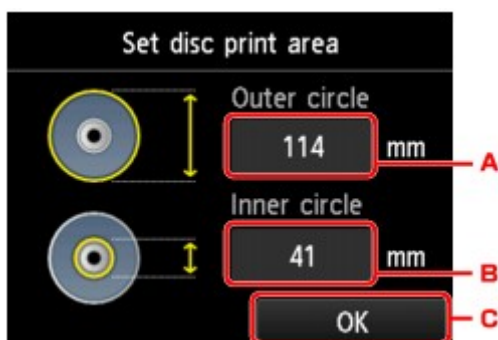 Set disc print area
Outer circle
114 mm A
Inner circle
41 mm B
OK C